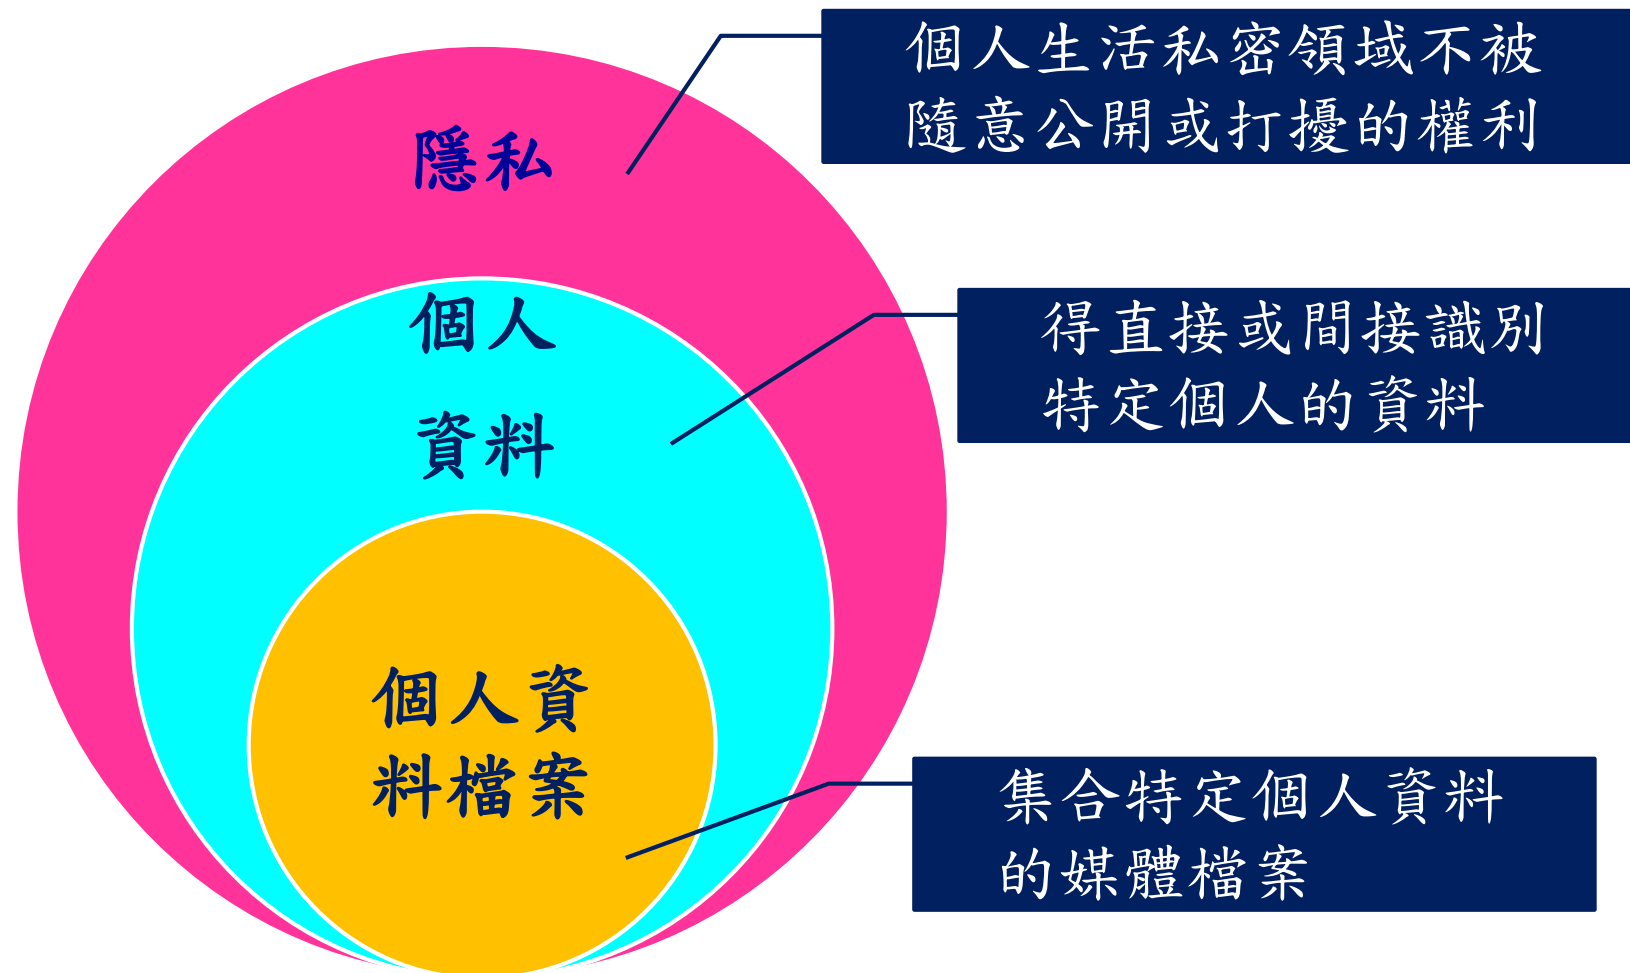 個人生活私密領域不被
隨意公開或打擾的權利
隱私
個人
資料
得直接或間接識別
特定個人的資料
個人資
料檔案
集合特定個人資料
的媒體檔案